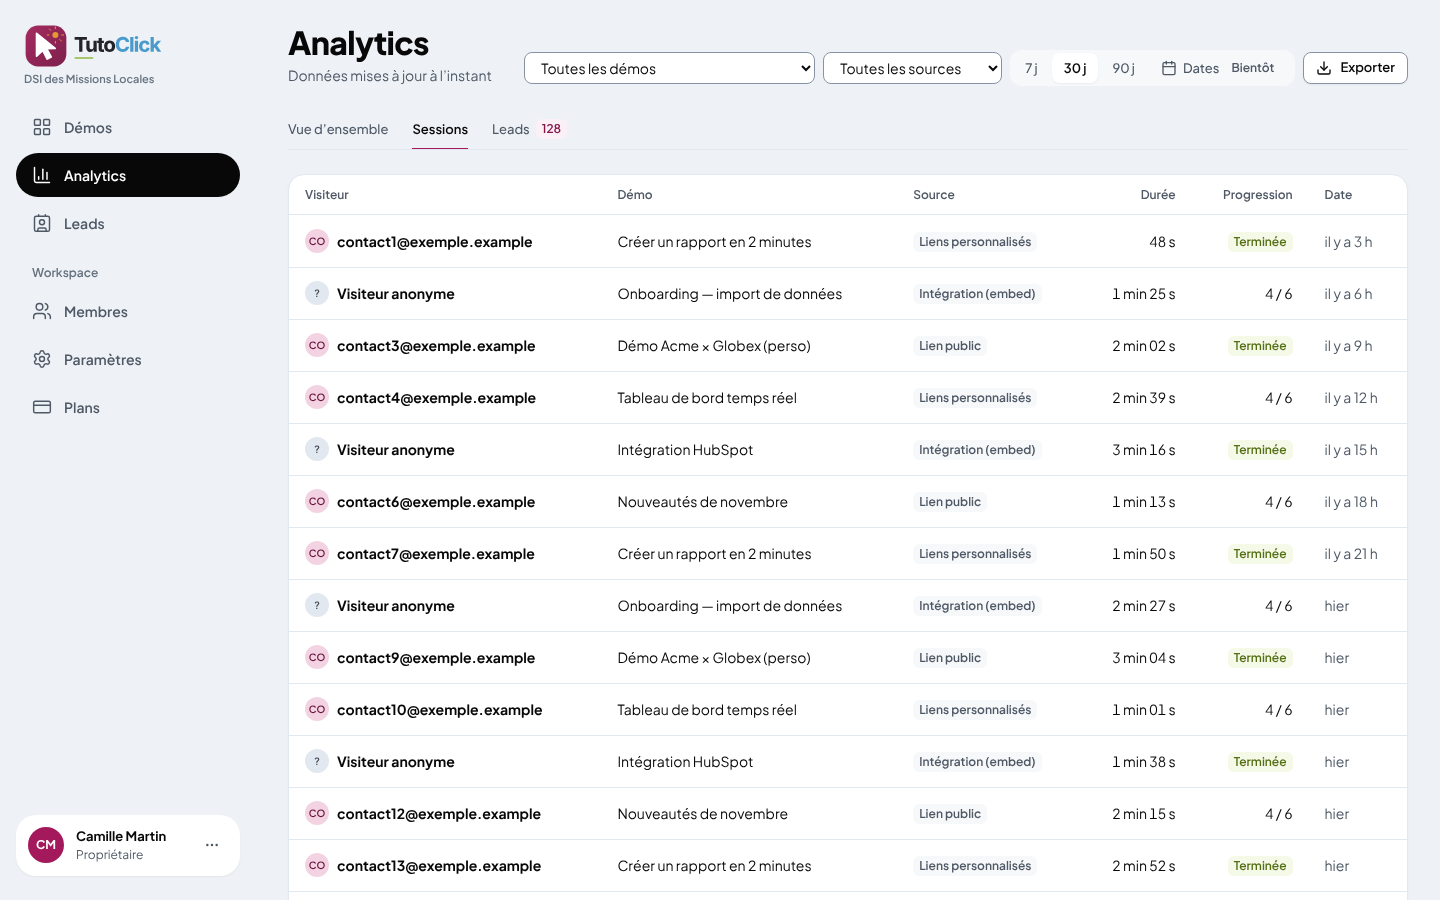 TutoClick
DSI des Missions Locales
Démos
Analytics
Leads
Workspace
Membres
Paramètres
Plans
CM
Camille Martin
Propriétaire
Analytics
Données mises à jour à l'instant
Toutes les démos
Toutes les sources
7 j
30 j
90 j
Dates
Bientôt
Exporter
Vue d'ensemble
Sessions
Leads 128
Visiteur Démo Source Durée Progression Date
CO contact1@exemple.example Créer un rapport en 2 minutes Liens personnalisés 48 s Terminée il y a 3 h
? Visiteur anonyme Onboarding — import de données Intégration (embed) 1 min 25 s 4 / 6 il y a 6 h
CO contact3@exemple.example Démo Acme × Globex (perso) Lien public 2 min 02 s Terminée il y a 9 h
CO contact4@exemple.example Tableau de bord temps réel Liens personnalisés 2 min 39 s 4 / 6 il y a 12 h
? Visiteur anonyme Intégration HubSpot Intégration (embed) 3 min 16 s Terminée il y a 15 h
CO contact6@exemple.example Nouveautés de novembre Lien public 1 min 13 s 4 / 6 il y a 18 h
CO contact7@exemple.example Créer un rapport en 2 minutes Liens personnalisés 1 min 50 s Terminée il y a 21 h
? Visiteur anonyme Onboarding — import de données Intégration (embed) 2 min 27 s 4 / 6 hier
CO contact9@exemple.example Démo Acme × Globex (perso) Lien public 3 min 04 s Terminée hier
CO contact10@exemple.example Tableau de bord temps réel Liens personnalisés 1 min 01 s 4 / 6 hier
? Visiteur anonyme Intégration HubSpot Intégration (embed) 1 min 38 s Terminée hier
CO contact12@exemple.example Nouveautés de novembre Lien public 2 min 15 s 4 / 6 hier
CO contact13@exemple.example Créer un rapport en 2 minutes Liens personnalisés 2 min 52 s Terminée hier